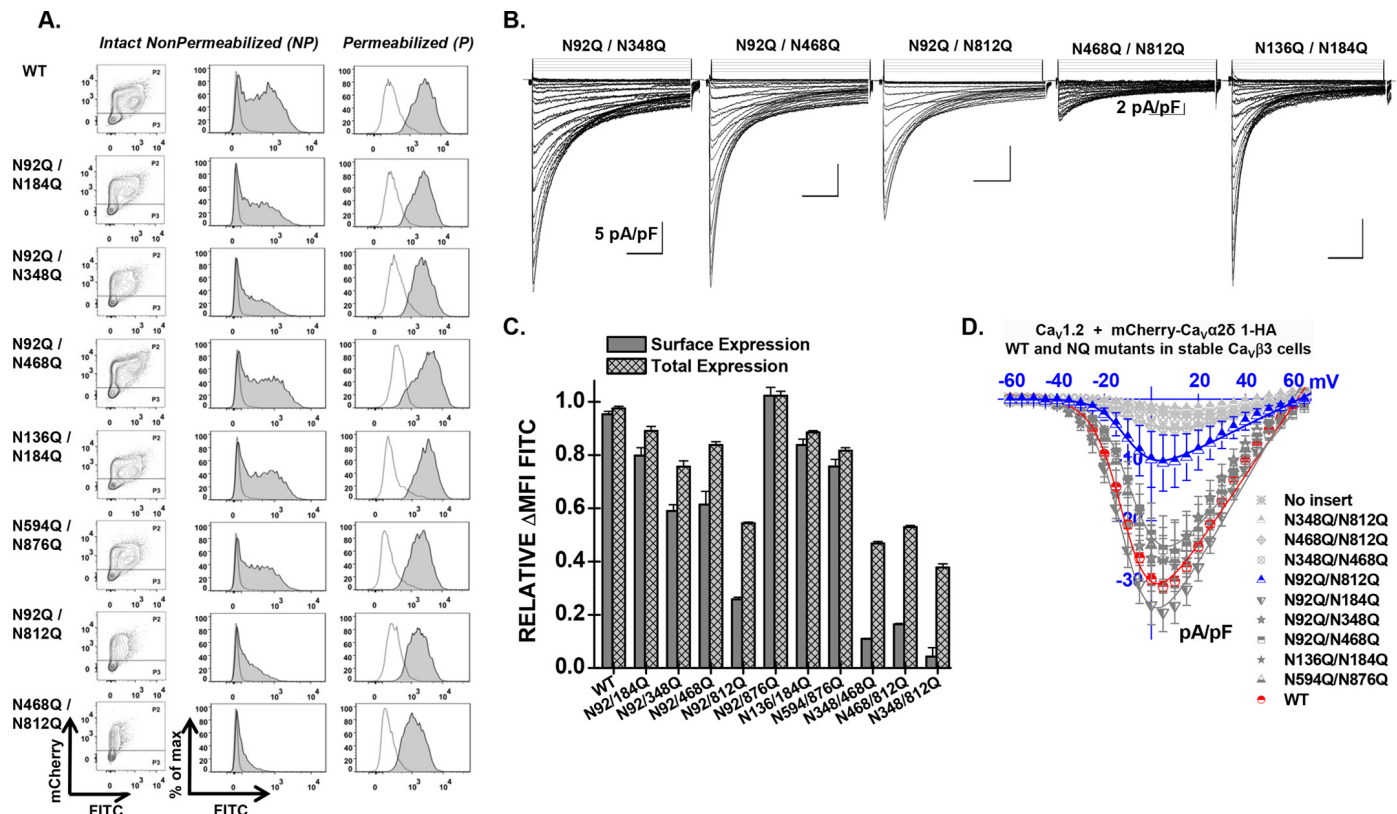 A.
Intact NonPermeabilized (NP)
Permeabilized (P)
WT
N92Q /
N184Q
N92Q /
N348Q
N92Q /
N468Q
N136Q /
N184Q
N594Q /
N876Q
N92Q /
N812Q
N468Q /
N812Q
P2
P3
mCherry
FITC
% of max
FITC
B.
N92Q / N348Q
N92Q / N468Q
N92Q / N812Q
N468Q / N812Q
N136Q / N184Q
2 pA/pF
5 pA/pF
C.
Surface Expression
Total Expression
RELATIVE ΔMFI FITC
1.0
0.8
0.6
0.4
0.2
0.0
WT
N92/184Q
N92/348Q
N92/468Q
N92/812Q
N92/876Q
N136/184Q
N594/876Q
N348/468Q
N468/812Q
N348/812Q
D.
CaV1.2 + mCherry-CaVα2δ 1-HA
WT and NQ mutants in stable CaVβ3 cells
-60 -40 -20 20 40 60 mV
-20
-30
pA/pF
No insert
N348Q/N812Q
N468Q/N812Q
N348Q/N468Q
N92Q/N812Q
N92Q/N184Q
N92Q/N348Q
N92Q/N468Q
N136Q/N184Q
N594Q/N876Q
WT